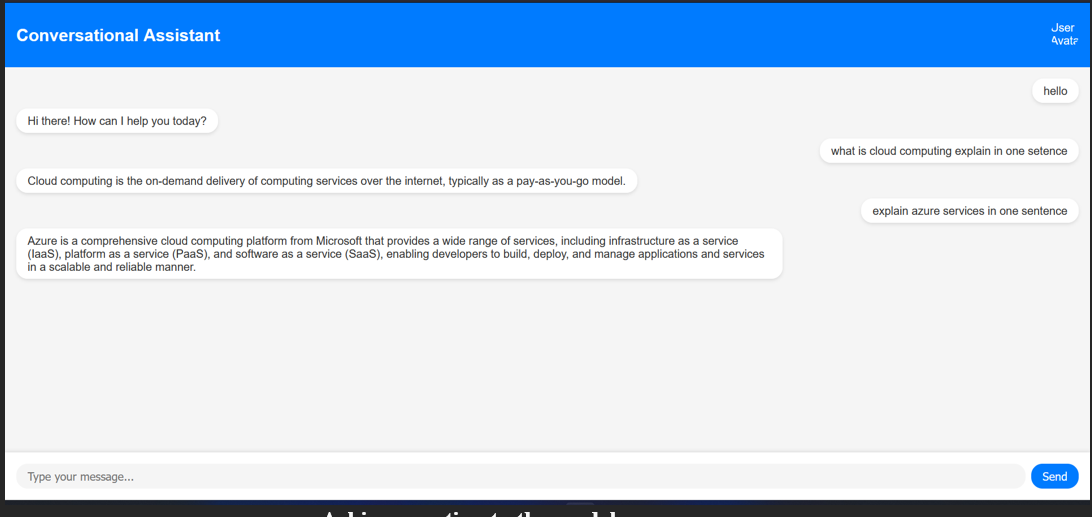 Conversational Assistant
hello
Hi there! How can I help you today?
what is cloud computing explain in one setence
Cloud computing is the on-demand delivery of computing services over the internet, typically as a pay-as-you-go model.
explain azure services in one sentence
Azure is a comprehensive cloud computing platform from Microsoft that provides a wide range of services, including infrastructure as a service
(IaaS), platform as a service (PaaS), and software as a service (SaaS), enabling developers to build, deploy, and manage applications and services
in a scalable and reliable manner.
Type your message...
Send